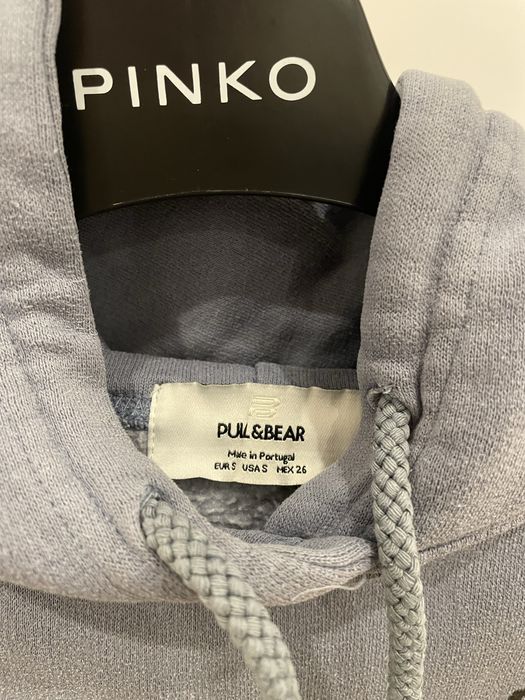 PINKO
PULL&BEAR
Made in Portugal
EUR S USA S MEX 26